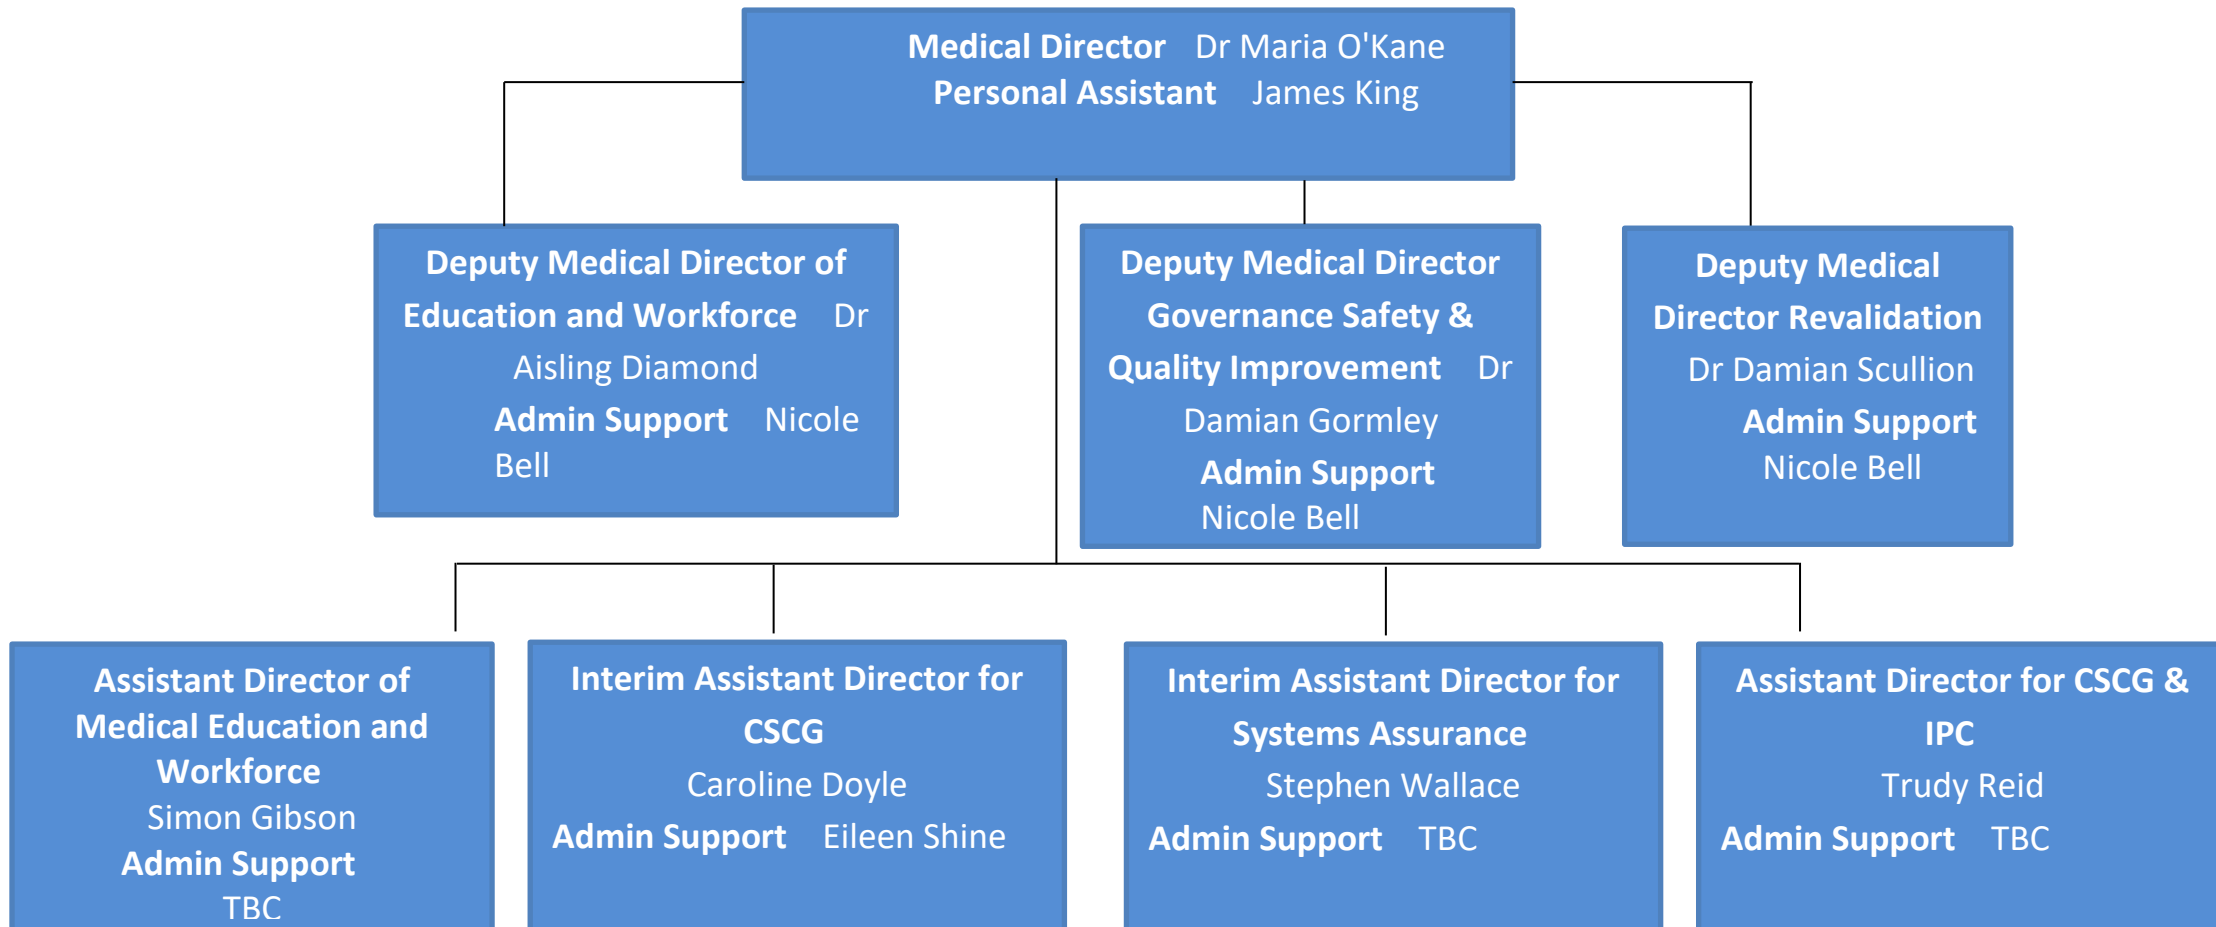 Medical Director Dr Maria O'Kane
Personal Assistant James King
Deputy Medical Director of
Education and Workforce Dr
Aisling Diamond
Admin Support Nicole
Bell
Deputy Medical Director
Governance Safety &
Quality Improvement Dr
Damian Gormley
Admin Support
Nicole Bell
Deputy Medical
Director Revalidation
Dr Damian Scullion
Admin Support
Nicole Bell
Assistant Director of
Medical Education and
Workforce
Simon Gibson
Admin Support
TBC
Interim Assistant Director for
CSCG
Caroline Doyle
Admin Support Eileen Shine
Interim Assistant Director for
Systems Assurance
Stephen Wallace
Admin Support TBC
Assistant Director for CSCG &
IPC
Trudy Reid
Admin Support TBC